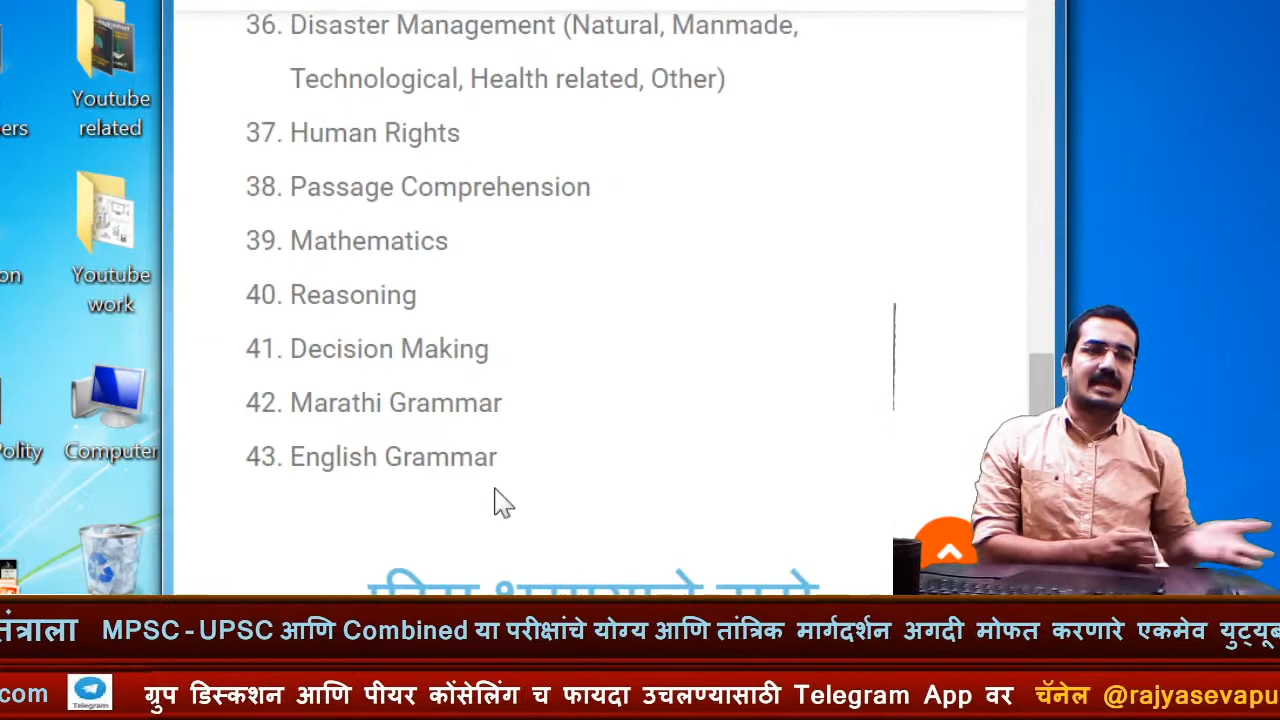 36. Disaster Management (Natural, Manmade,
Technological, Health related, Other)
37. Human Rights
38. Passage Comprehension
39. Mathematics
40. Reasoning
41. Decision Making
42. Marathi Grammar
43. English Grammar
Youtube
related
ers
Youtube
work
on
Polity
Computer
तंत्राला MPSC - UPSC आणि Combined या परीक्षांचे योग्य आणि तांत्रिक मार्गदर्शन अगदी मोफत करणारे एकमेव युट्यूब
com Telegram ग्रुप डिस्कशन आणि पीयर कोंसेलिंग च फायदा उचलण्यासाठी Telegram App वर चॅनेल @rajyasevapu